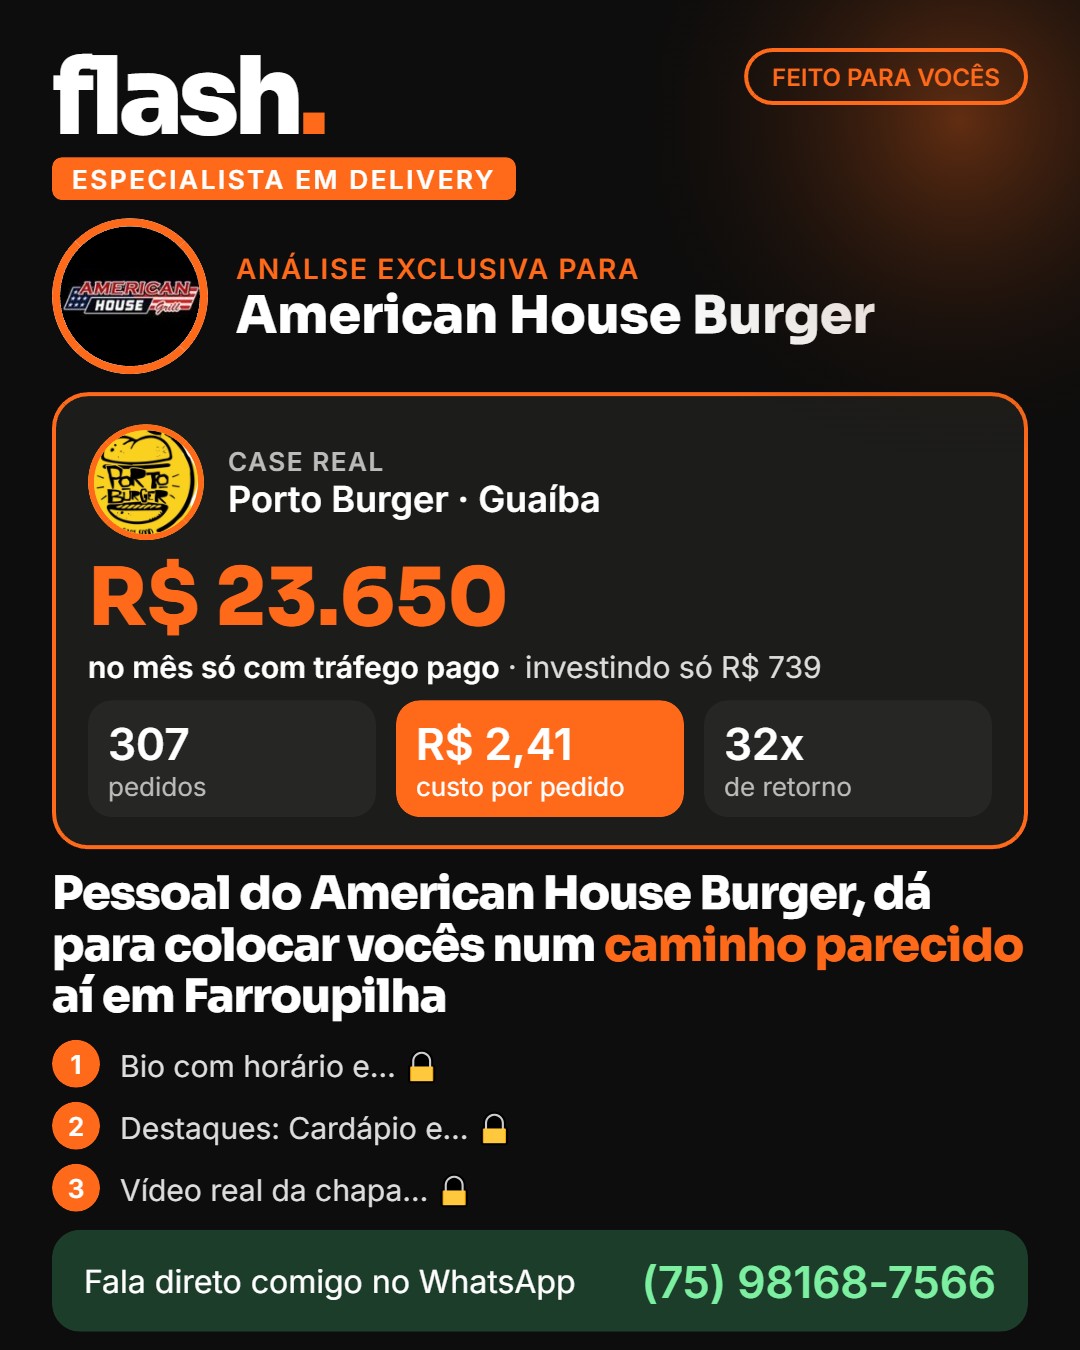 flash.
FEITO PARA VOCÊS
ESPECIALISTA EM DELIVERY
AMERICAN
HOUSE Grill
ANÁLISE EXCLUSIVA PARA
American House Burger
PORTO
BURGER
CASE REAL
Porto Burger · Guaíba
R$ 23.650
no mês só com tráfego pago · investindo só R$ 739
307
pedidos
R$ 2,41
custo por pedido
32x
de retorno
Pessoal do American House Burger, dá
para colocar vocês num caminho parecido
aí em Farroupilha
1 Bio com horário e... 🔒
2 Destaques: Cardápio e... 🔒
3 Vídeo real da chapa... 🔒
Fala direto comigo no WhatsApp (75) 98168-7566